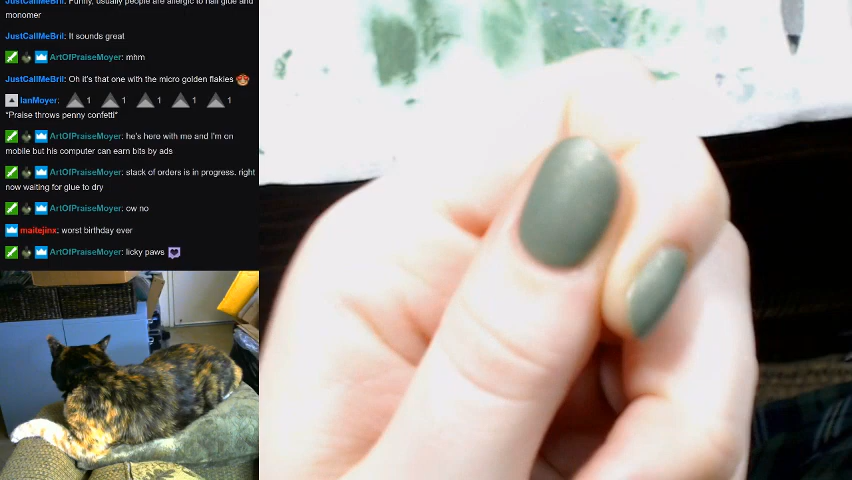 JustCallMeBril: Purrify, usually people are allergic to nail glue and
monomer
JustCallMeBril: It sounds great
ArtOfPraiseMoyer: mhm
JustCallMeBril: Oh it's that one with the micro golden flakies
IanMoyer: 1 1 1 1 1
*Praise throws penny confetti*
ArtOfPraiseMoyer: he's here with me and I'm on
mobile but his computer can earn bits by ads
ArtOfPraiseMoyer: stack of orders is in progress. right
now waiting for glue to dry
ArtOfPraiseMoyer: ow no
maitejinx: worst birthday ever
ArtOfPraiseMoyer: licky paws